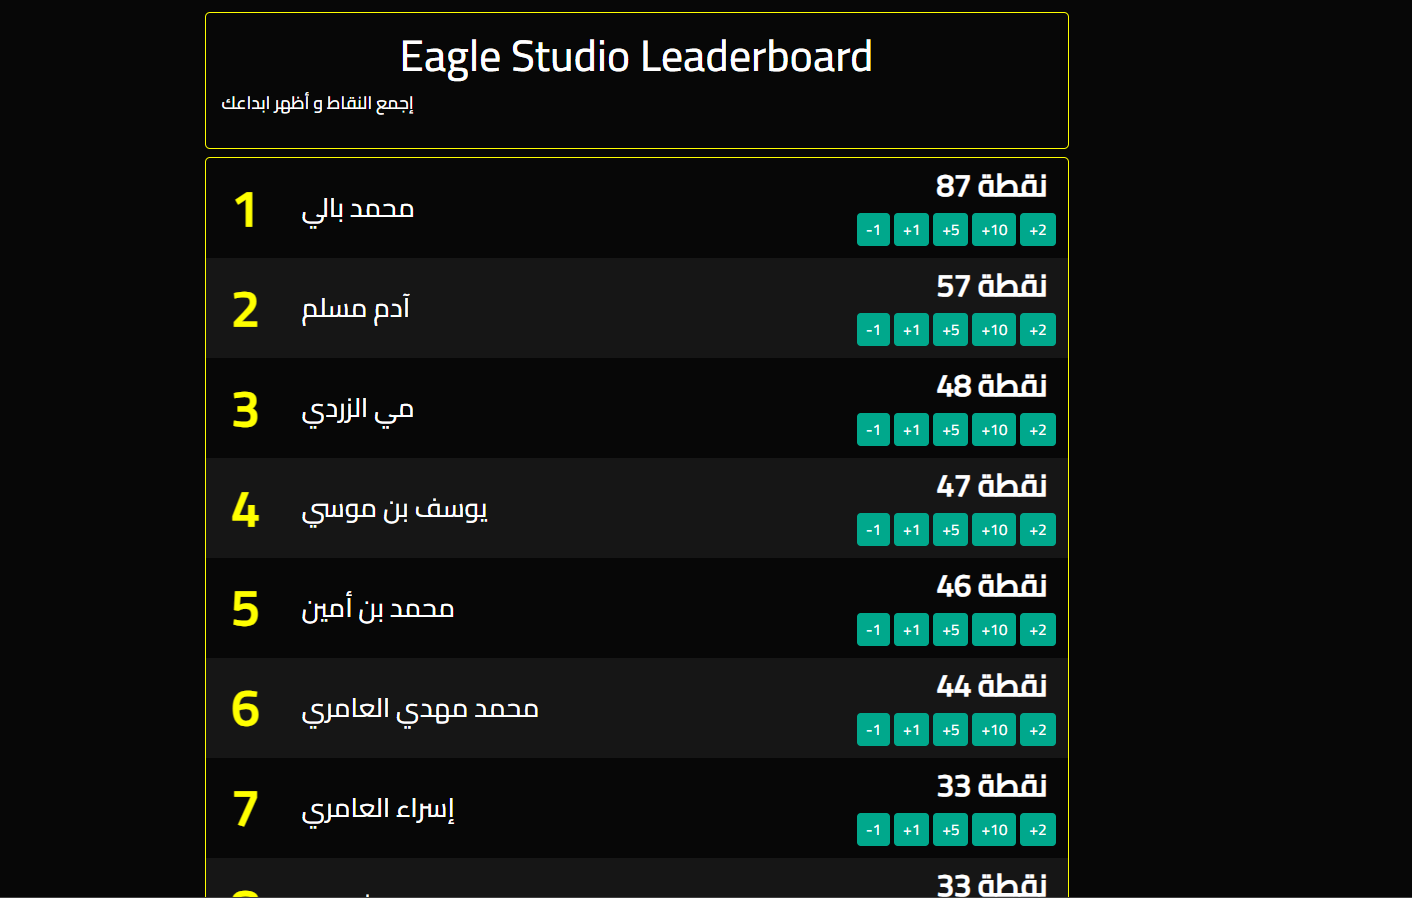 Eagle Studio Leaderboard
إجمع النقاط و أظهر ابداعك
1 محمد بالي 87 نقطة
-1 +1 +5 +10 +2
2 آدم مسلم 57 نقطة
-1 +1 +5 +10 +2
3 مي الزردي 48 نقطة
-1 +1 +5 +10 +2
4 يوسف بن موسي 47 نقطة
-1 +1 +5 +10 +2
5 محمد بن أمين 46 نقطة
-1 +1 +5 +10 +2
6 محمد مهدي العامري 44 نقطة
-1 +1 +5 +10 +2
7 إسراء العامري 33 نقطة
-1 +1 +5 +10 +2
33 نقطة